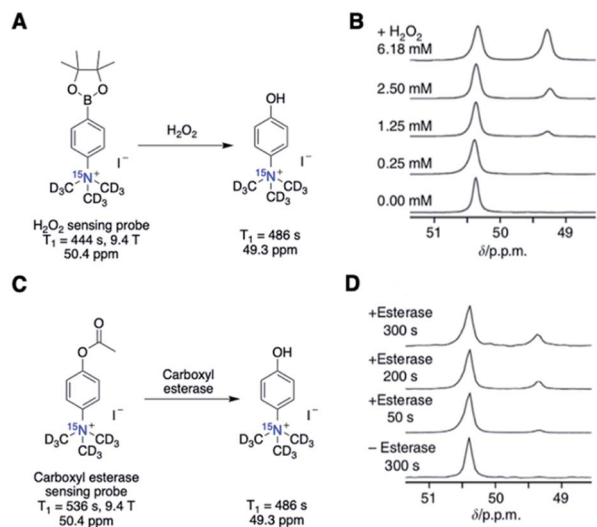 A
O O
B
15N+
D3C CD3
CD3
I−
H2O2 sensing probe
T1 = 444 s, 9.4 T
50.4 ppm
H2O2
OH
15N+
D3C CD3
CD3
I−
T1 = 486 s
49.3 ppm
B
+ H2O2
6.18 mM
2.50 mM
1.25 mM
0.25 mM
0.00 mM
51 50 49
δ/p.p.m.
C
O
O
15N+
D3C CD3
CD3
I−
Carboxyl esterase
sensing probe
T1 = 536 s, 9.4 T
50.4 ppm
Carboxyl
esterase
OH
15N+
D3C CD3
CD3
I−
T1 = 486 s
49.3 ppm
D
+Esterase
300 s
+Esterase
200 s
+Esterase
50 s
− Esterase
300 s
51 50 49
δ/p.p.m.